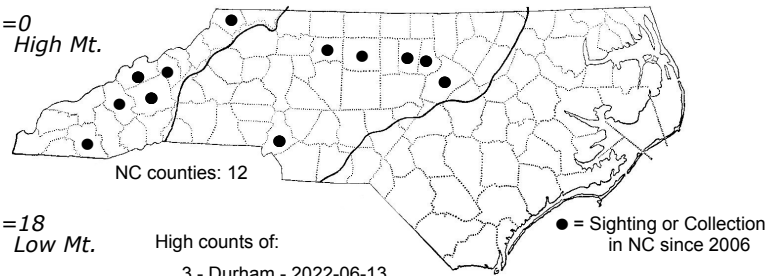 =0
High Mt.
NC counties: 12
=18
Low Mt.
High counts of:
3 - Durham - 2022-06-13
● = Sighting or Collection
in NC since 2006